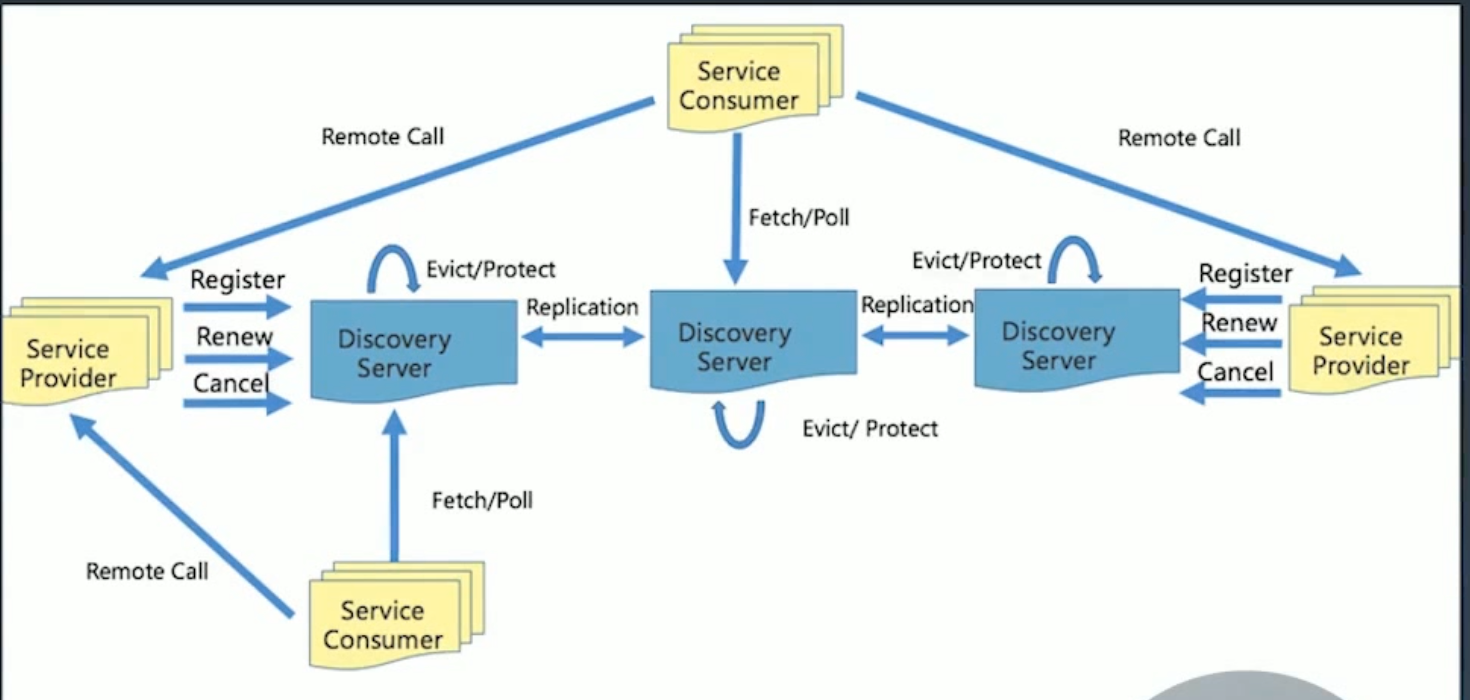 Service
Consumer
Remote Call
Remote Call
Fetch/Poll
Evict/Protect
Evict/Protect
Register
Register
Replication
Replication
Renew
Renew
Service
Provider
Discovery
Server
Discovery
Server
Discovery
Server
Service
Provider
Cancel
Cancel
Evict/ Protect
Fetch/Poll
Remote Call
Service
Consumer